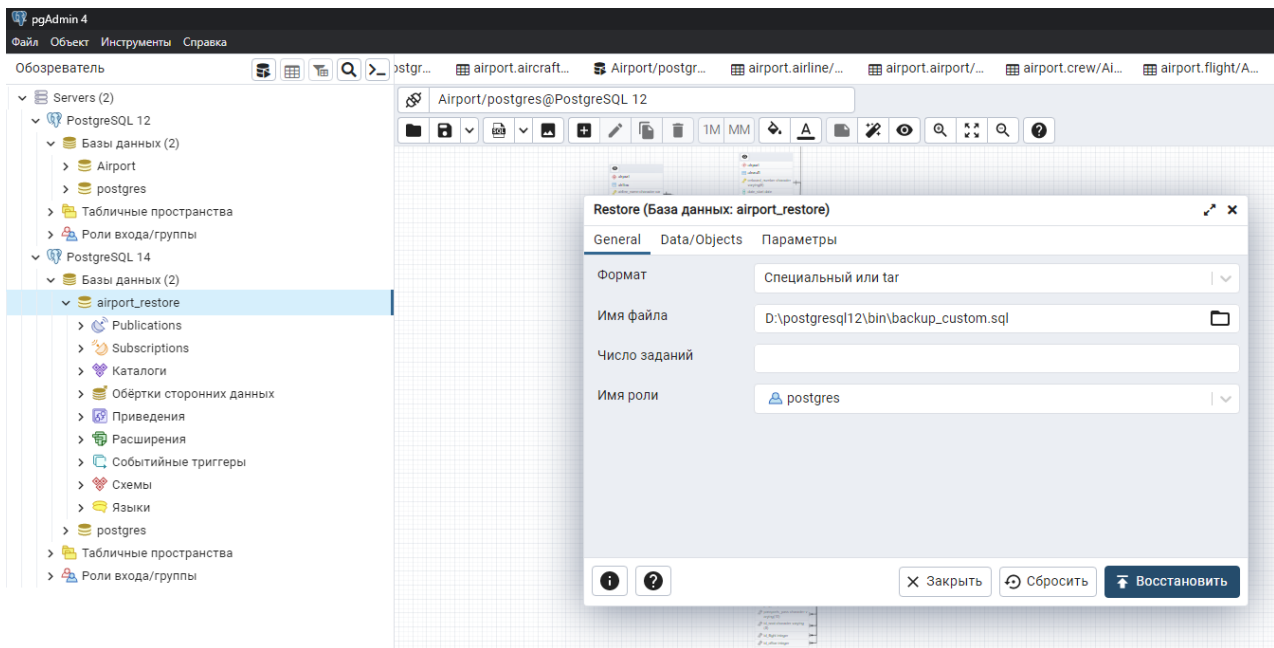 pgAdmin 4
Файл Объект Инструменты Справка
Обозреватель
ostgr... airport.aircraft... Airport/postgr... airport.airline/... airport.airport/... airport.crew/Ai... airport.flight/A...
Servers (2)
Airport/postgres@PostgreSQL 12
PostgreSQL 12
1M MM
Базы данных (2)
Airport
postgres
Табличные пространства
Роли входа/группы
PostgreSQL 14
Базы данных (2)
airport_restore
Publications
Subscriptions
Каталоги
Обёртки сторонних данных
Приведения
Расширения
Событийные триггеры
Схемы
Языки
postgres
Табличные пространства
Роли входа/группы
Restore (База данных: airport_restore)
General Data/Objects Параметры
Формат Специальный или tar
Имя файла D:\postgresql12\bin\backup_custom.sql
Число заданий
Имя роли postgres
Закрыть Сбросить Восстановить